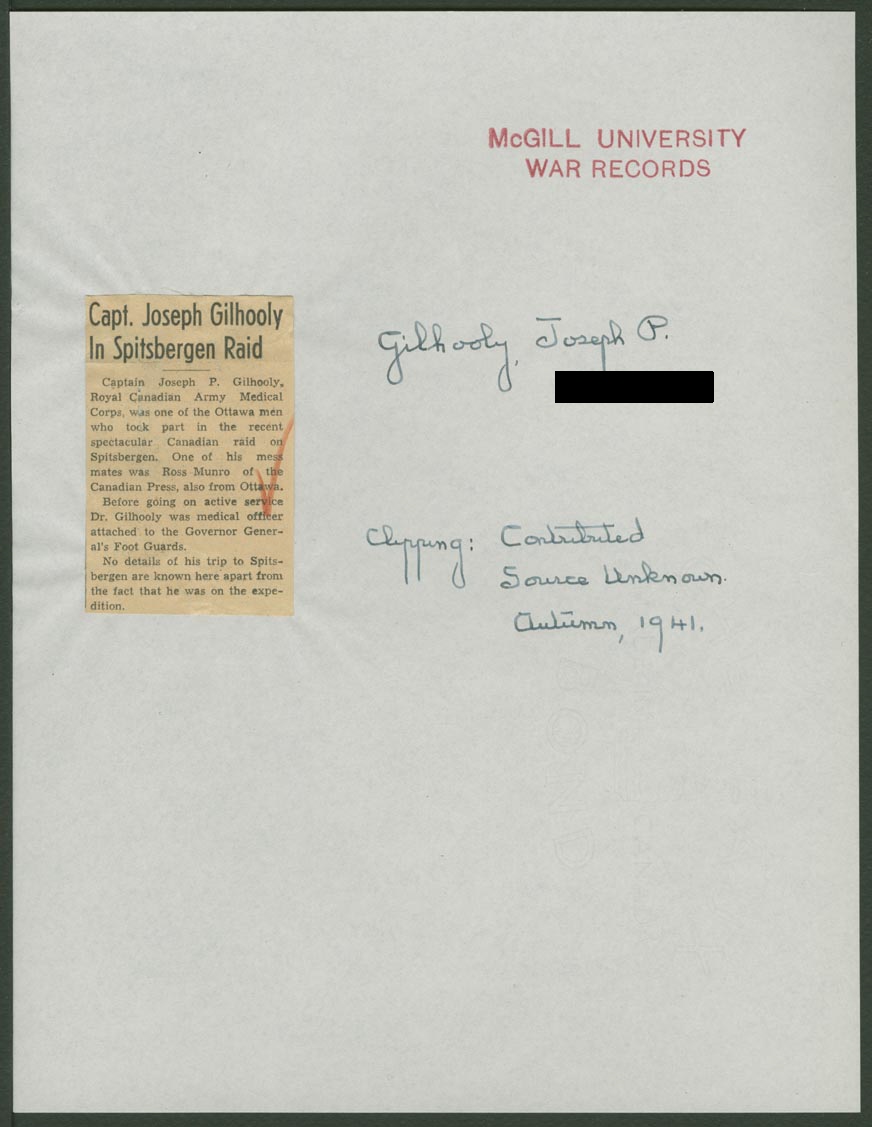 McGILL UNIVERSITY
WAR RECORDS
Capt. Joseph Gilhooly
In Spitsbergen Raid
Captain Joseph P. Gilhooly,
Royal Canadian Army Medical
Corps, was one of the Ottawa men
who took part in the recent
spectacular Canadian raid on
Spitsbergen. One of his mess
mates was Ross Munro of the
Canadian Press, also from Ottawa.
Before going on active service
Dr. Gilhooly was medical officer
attached to the Governor Gener-
al's Foot Guards.
No details of his trip to Spits-
bergen are known here apart from
the fact that he was on the expe-
dition.
Gilhooly, Joseph P.
Clipping: Contributed
Source Unknown.
Autumn, 1941.
BOND